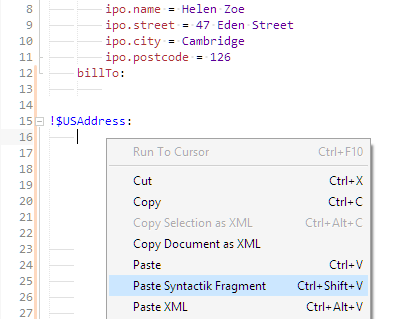 8 ipo.name = Helen Zoe
9 ipo.street = 47 Eden Street
10 ipo.city = Cambridge
11 ipo.postcode = 126
12 billTo:
13
14
15 !$USAddress:
16
17 Run To Cursor Ctrl+F10
18
19 Cut Ctrl+X
20 Copy Ctrl+C
21 Copy Selection as XML Ctrl+Alt+C
22 Copy Document as XML
23
24 Paste Ctrl+V
25 Paste Syntactik Fragment Ctrl+Shift+V
26 Paste XML Ctrl+Alt+V
27